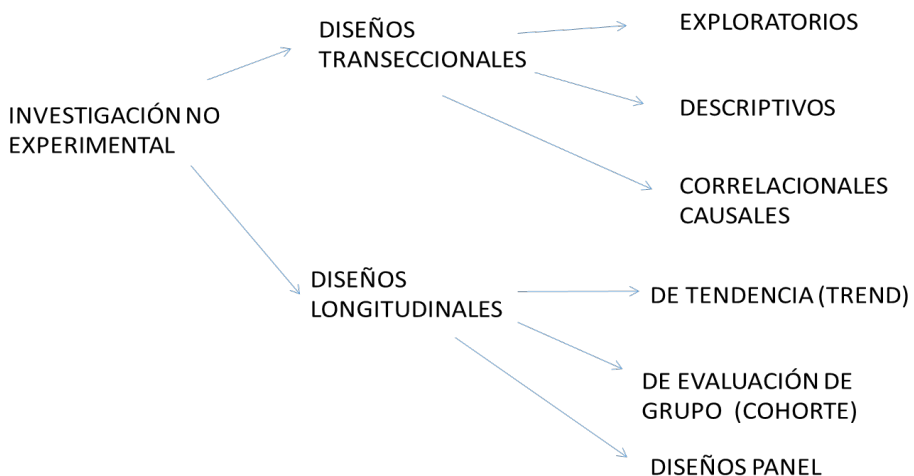 INVESTIGACIÓN NO
EXPERIMENTAL
DISEÑOS
TRANSECCIONALES
EXPLORATORIOS
DESCRIPTIVOS
CORRELACIONALES
CAUSALES
DISEÑOS
LONGITUDINALES
DE TENDENCIA (TREND)
DE EVALUACIÓN DE
GRUPO (COHORTE)
DISEÑOS PANEL